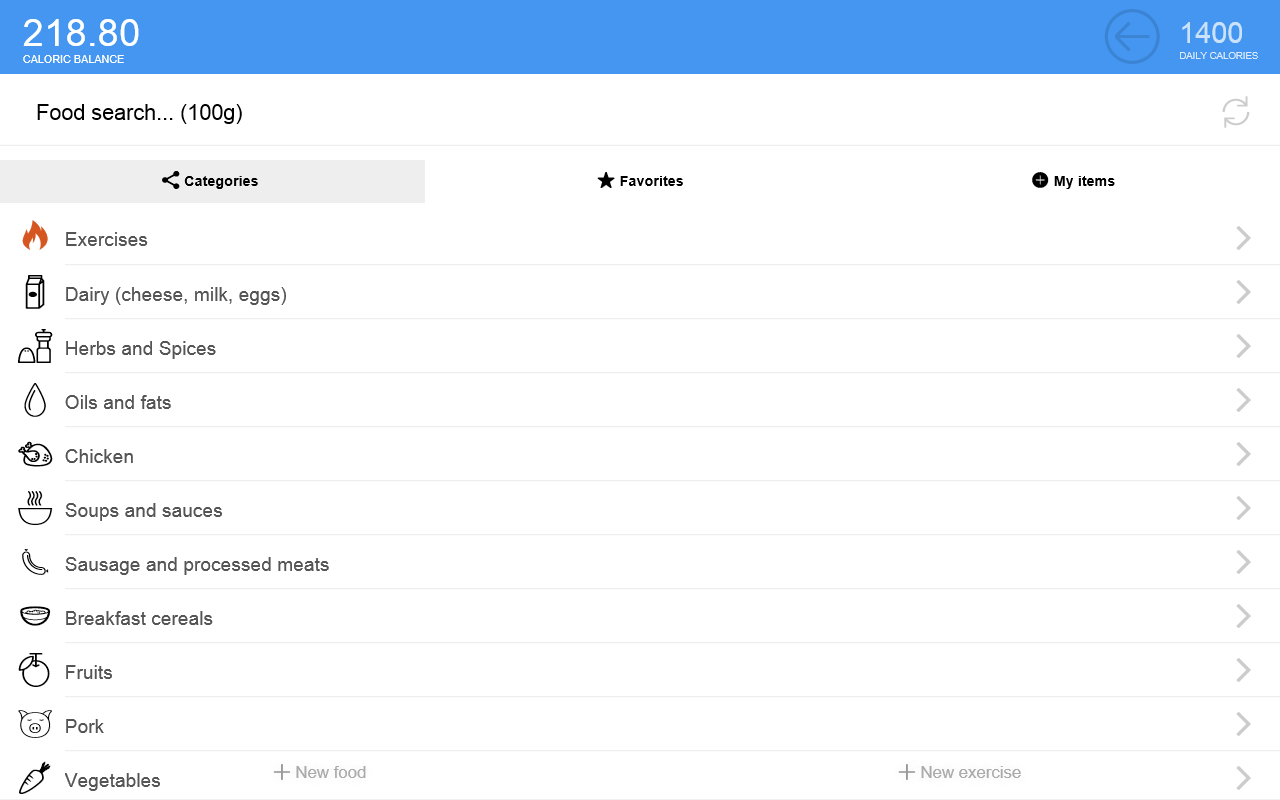 218.80
CALORIC BALANCE
1400
DAILY CALORIES
Food search... (100g)
Categories
Favorites
My items
Exercises
Dairy (cheese, milk, eggs)
Herbs and Spices
Oils and fats
Chicken
Soups and sauces
Sausage and processed meats
Breakfast cereals
Fruits
Pork
Vegetables
New food
New exercise